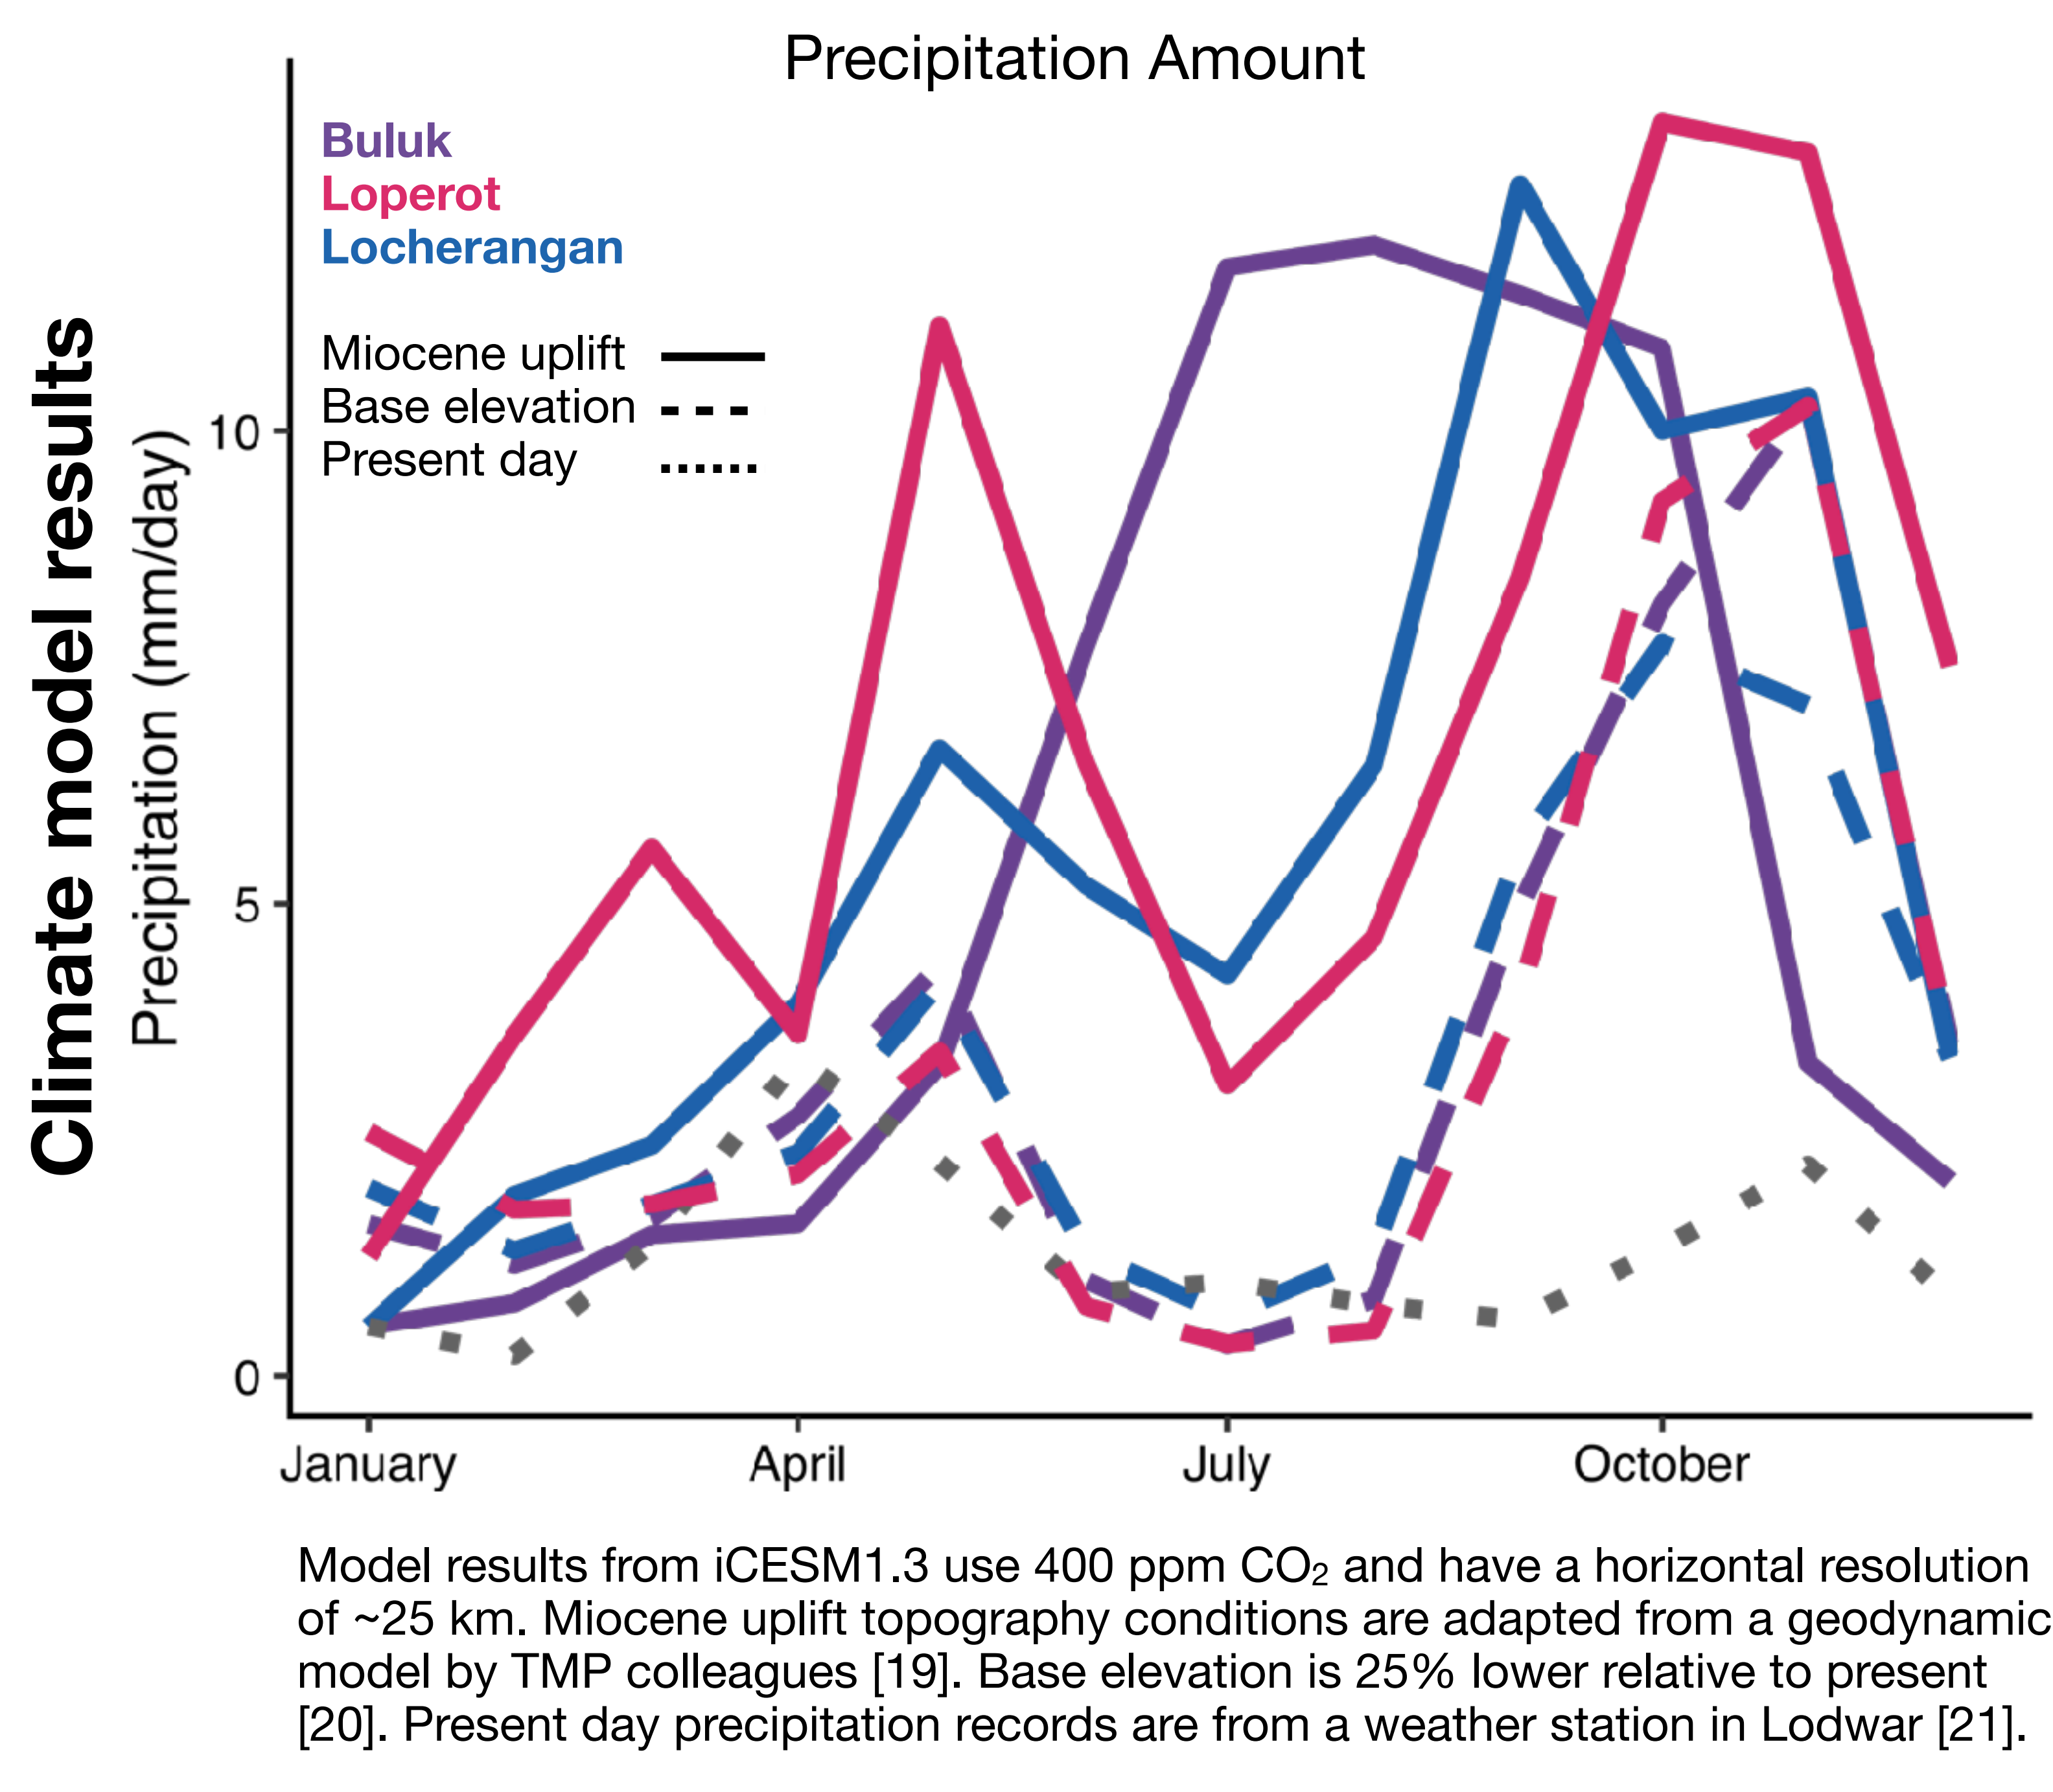 Precipitation Amount
Climate model results
Precipitation (mm/day)
Buluk
Loperot
Locherangan
Miocene uplift
Base elevation
Present day
10
5
0
January
April
July
October
Model results from iCESM1.3 use 400 ppm CO₂ and have a horizontal resolution
of ~25 km. Miocene uplift topography conditions are adapted from a geodynamic
model by TMP colleagues [19]. Base elevation is 25% lower relative to present
[20]. Present day precipitation records are from a weather station in Lodwar [21].